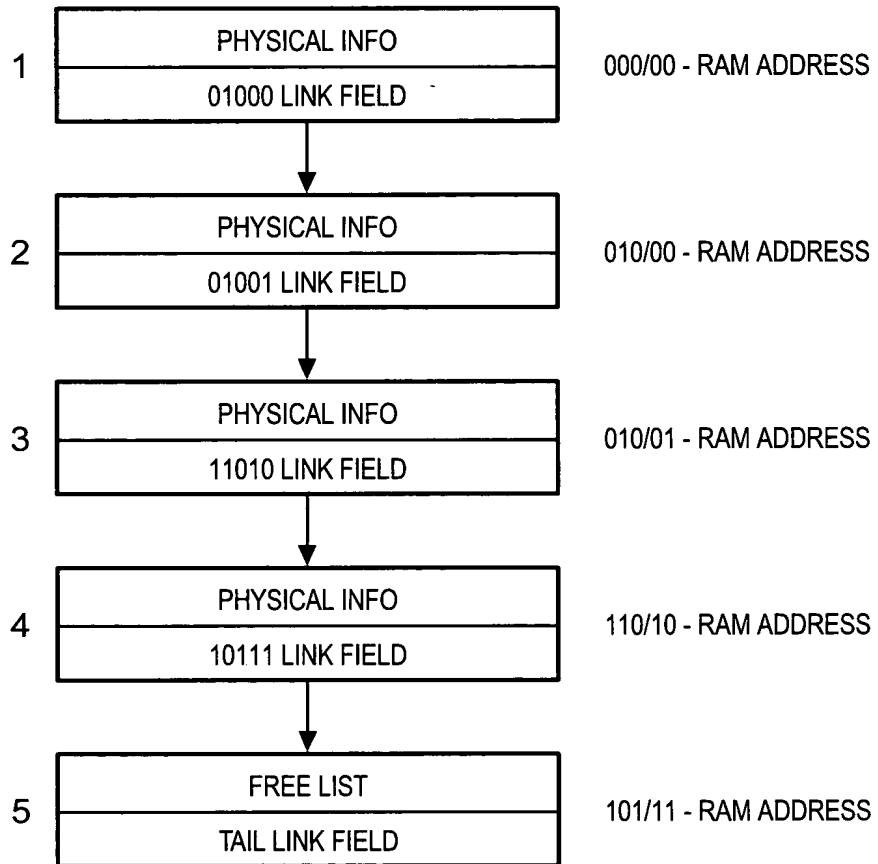 PHYSICAL INFO
1
000/00 - RAM ADDRESS
01000 LINK FIELD
PHYSICAL INFO
2
010/00 - RAM ADDRESS
01001 LINK FIELD
PHYSICAL INFO
3
010/01 - RAM ADDRESS
11010 LINK FIELD
PHYSICAL INFO
4
110/10 - RAM ADDRESS
10111 LINK FIELD
FREE LIST
5
101/11 - RAM ADDRESS
TAIL LINK FIELD